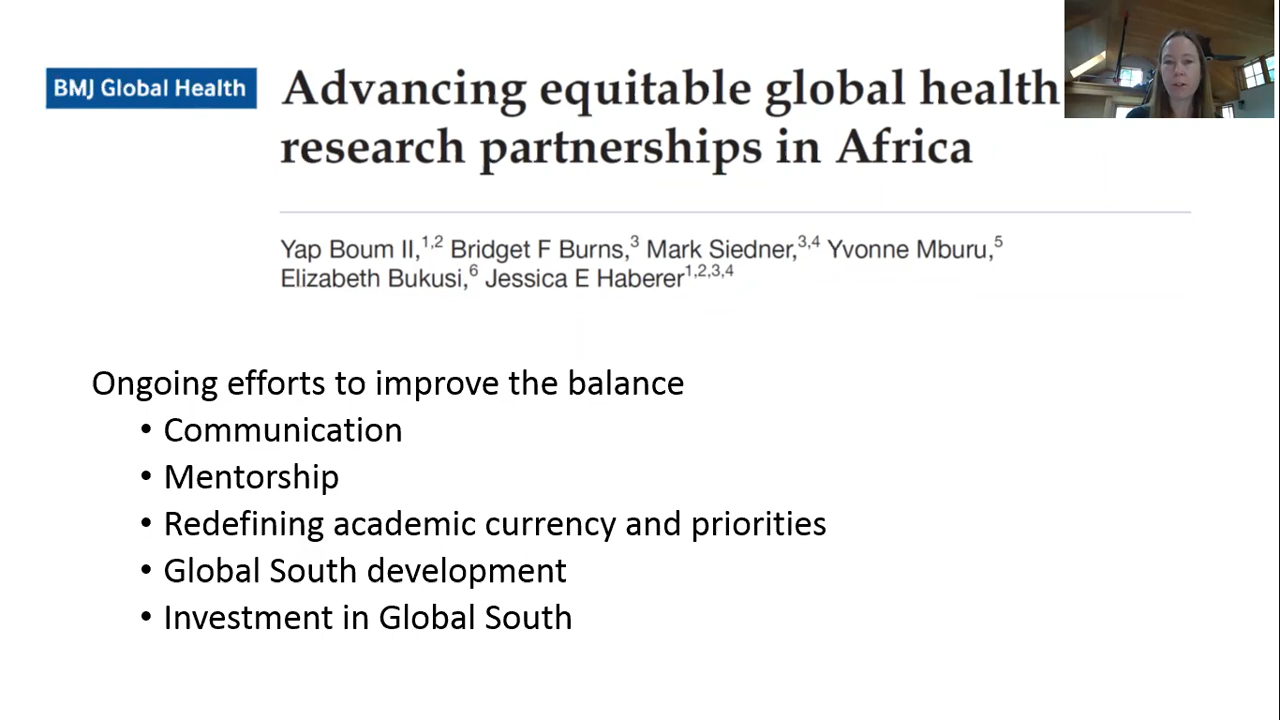 BMJ Global Health
Advancing equitable global health
research partnerships in Africa
Yap Boum II,1,2 Bridget F Burns,3 Mark Siedner,3,4 Yvonne Mburu,5
Elizabeth Bukusi,6 Jessica E Haberer1,2,3,4
Ongoing efforts to improve the balance
• Communication
• Mentorship
• Redefining academic currency and priorities
• Global South development
• Investment in Global South